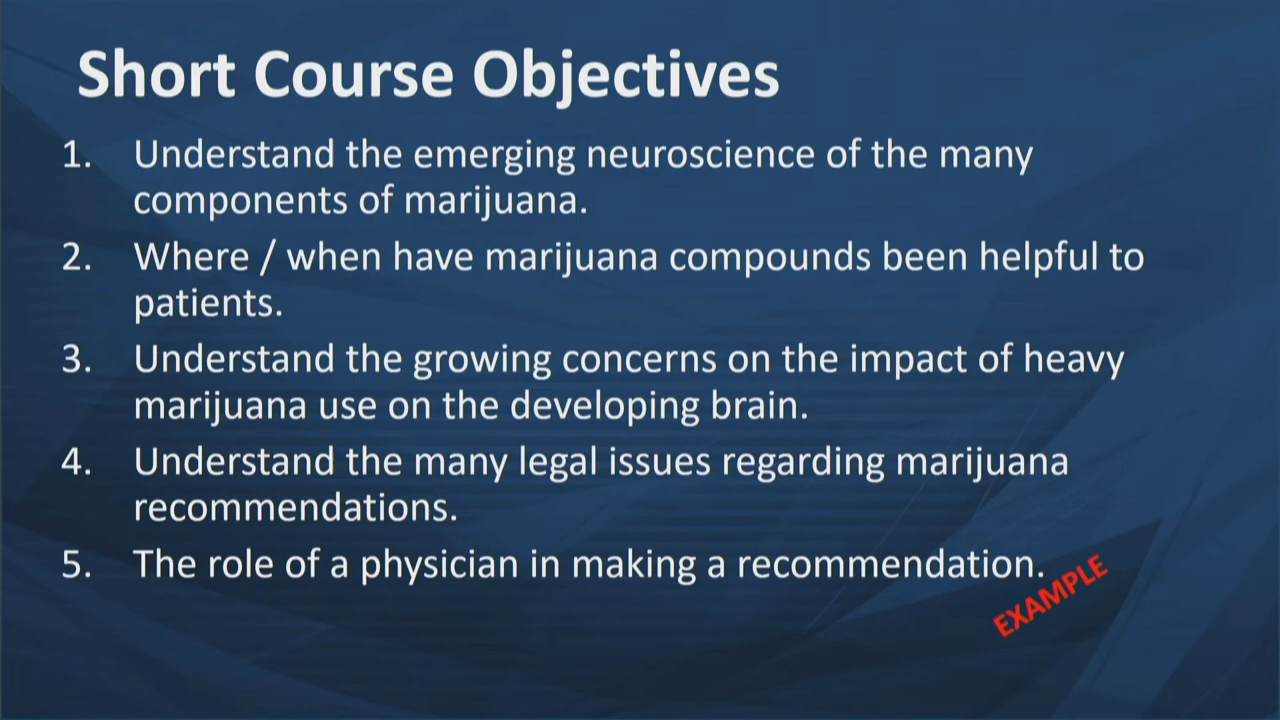 Short Course Objectives
1. Understand the emerging neuroscience of the many
components of marijuana.
2. Where / when have marijuana compounds been helpful to
patients.
3. Understand the growing concerns on the impact of heavy
marijuana use on the developing brain.
4. Understand the many legal issues regarding marijuana
recommendations.
5. The role of a physician in making a recommendation.
EXAMPLE